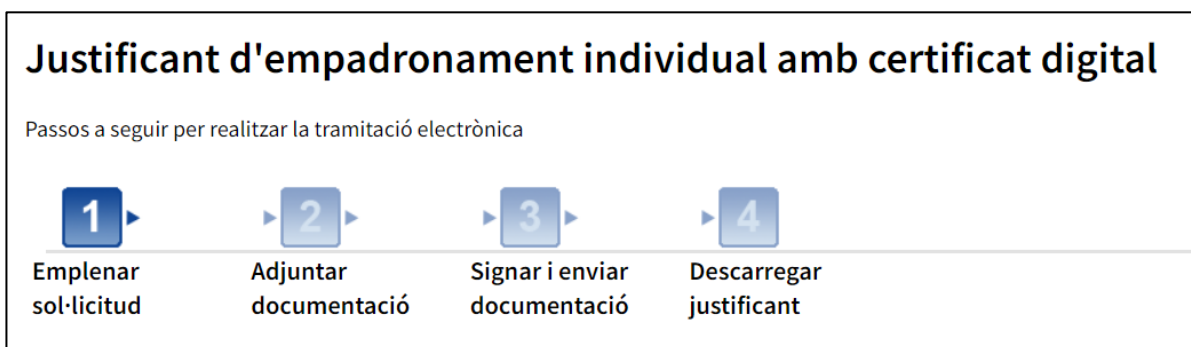 Justificant d'empadronament individual amb certificat digital
Passos a seguir per realitzar la tramitació electrònica
1
2
3
4
Emplenar
sol·licitud
Adjuntar
documentació
Signar i enviar
documentació
Descarregar
justificant